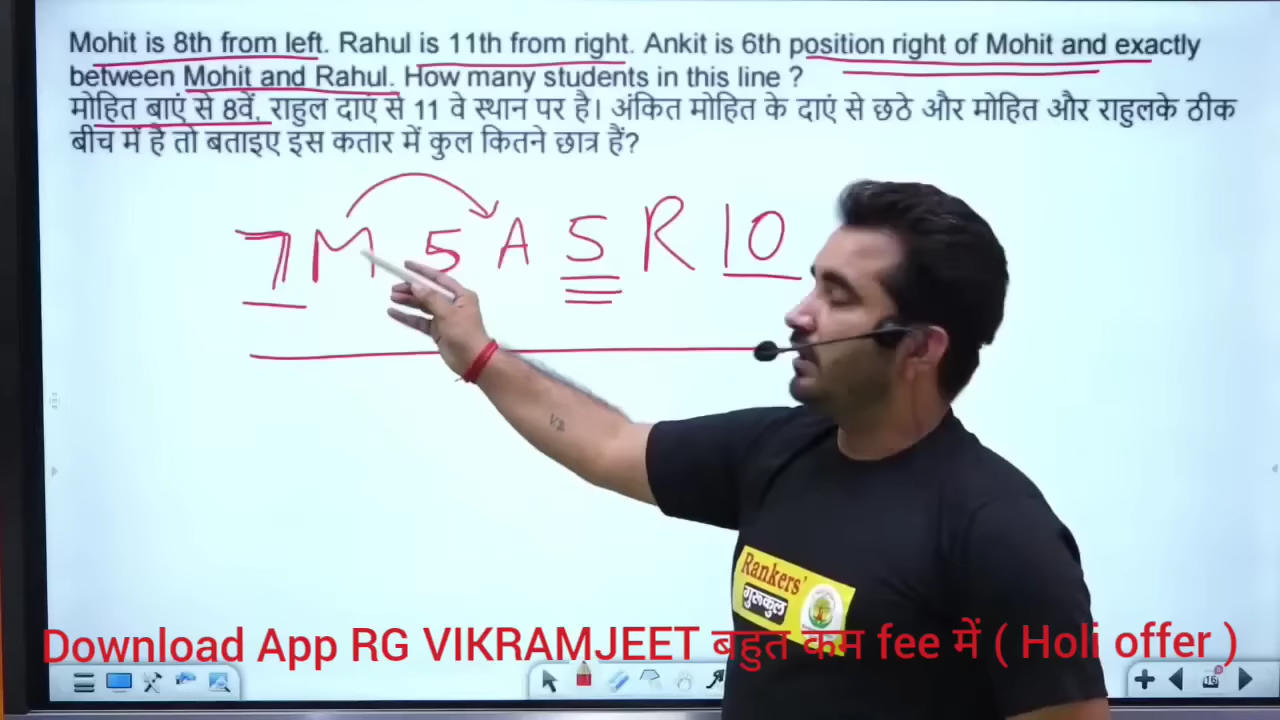 Mohit is 8th from left. Rahul is 11th from right. Ankit is 6th position right of Mohit and exactly
between Mohit and Rahul. How many students in this line ?
मोहित बाएं से 8वें, राहुल दाएं से 11 वे स्थान पर है। अंकित मोहित के दाएं से छठे और मोहित और राहुलके ठीक
बीच में है तो बताइए इस कतार में कुल कितने छात्र हैं?
7 M 5 A 5 R 10
Rankers'
गुरूकुल
Download App RG VIKRAMJEET बहुत कम fee में ( Holi offer )
16